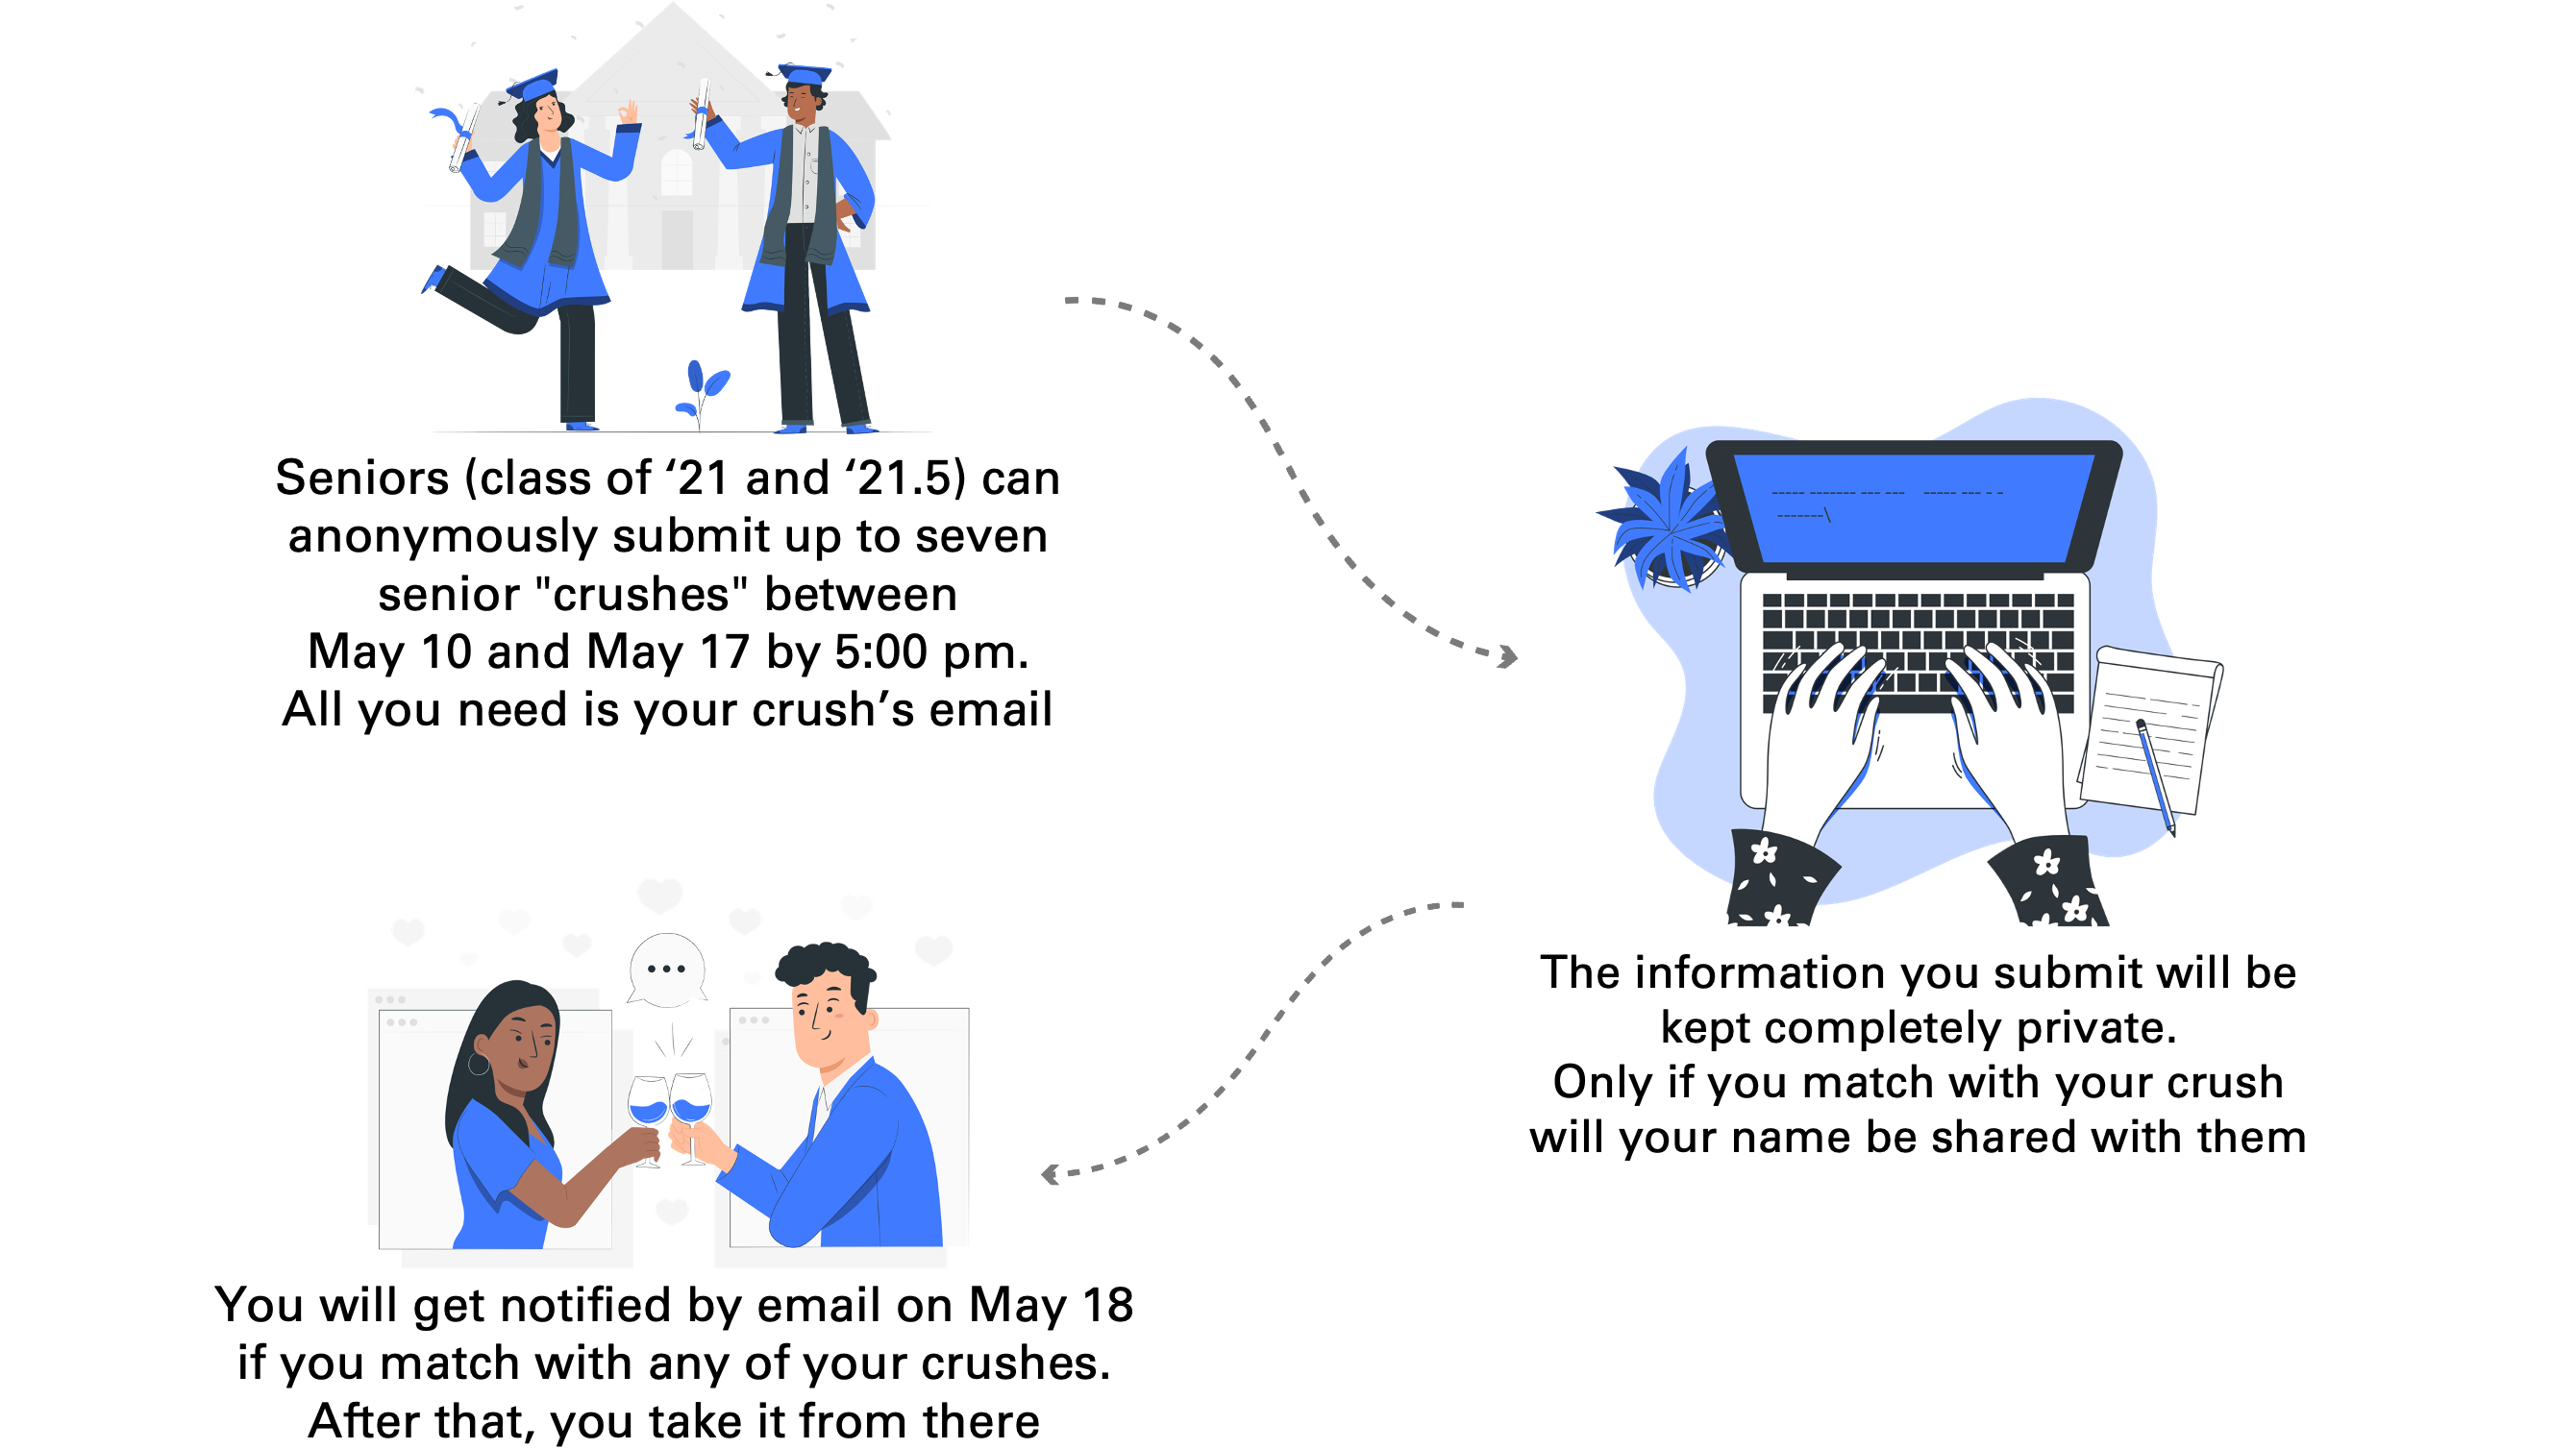 Seniors (class of ‘21 and ‘21.5) can
anonymously submit up to seven
senior "crushes" between
May 10 and May 17 by 5:00 pm.
All you need is your crush’s email
The information you submit will be
kept completely private.
Only if you match with your crush
will your name be shared with them
You will get notified by email on May 18
if you match with any of your crushes.
After that, you take it from there